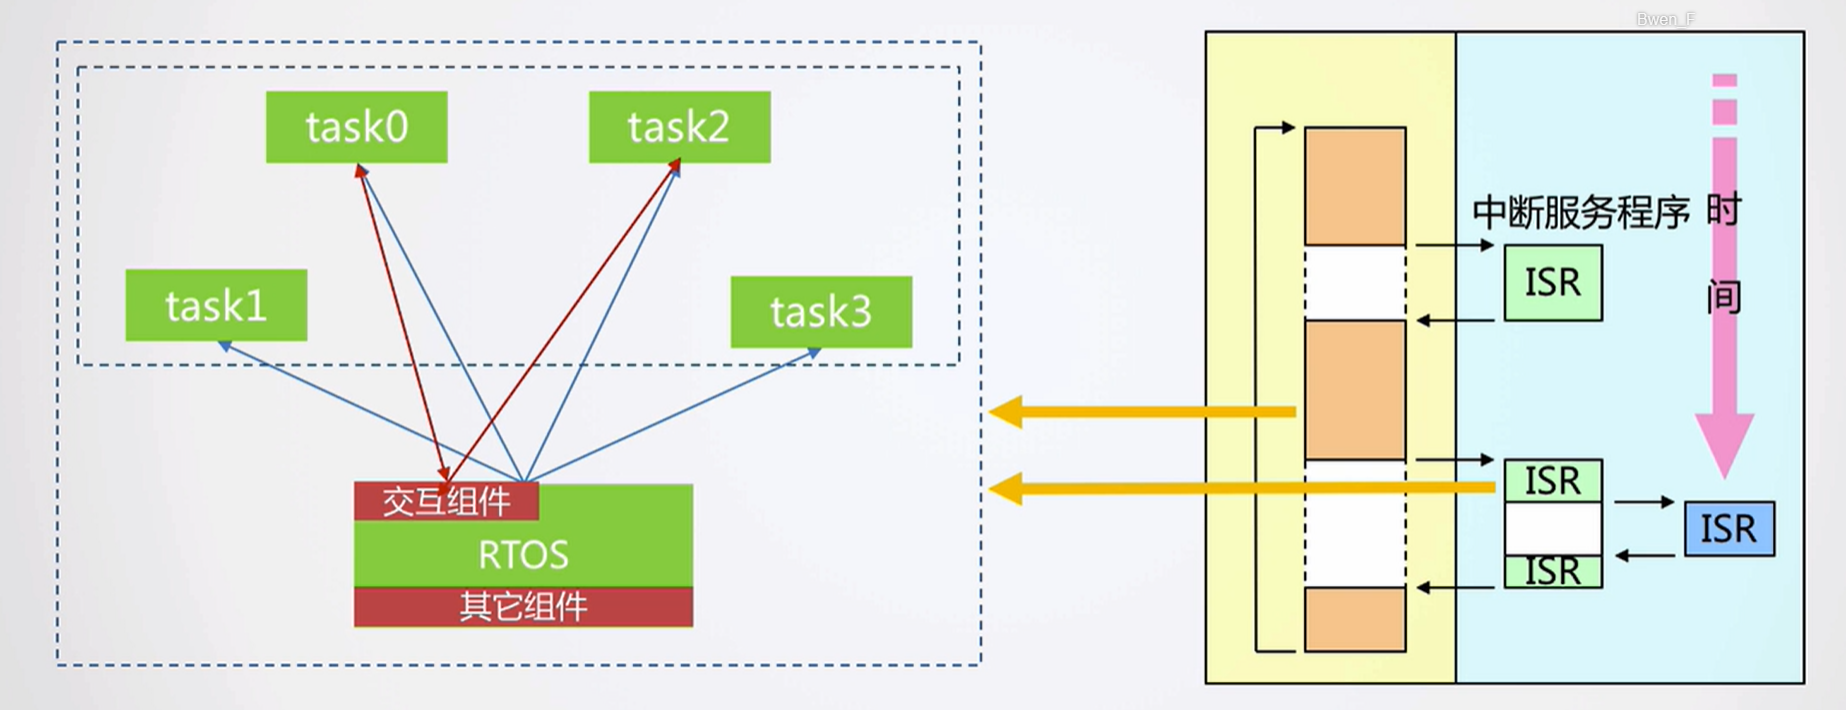 Bwen_F
task0
task2
task1
task3
交互组件
RTOS
其它组件
中断服务程序
时
间
ISR
ISR
ISR
ISR